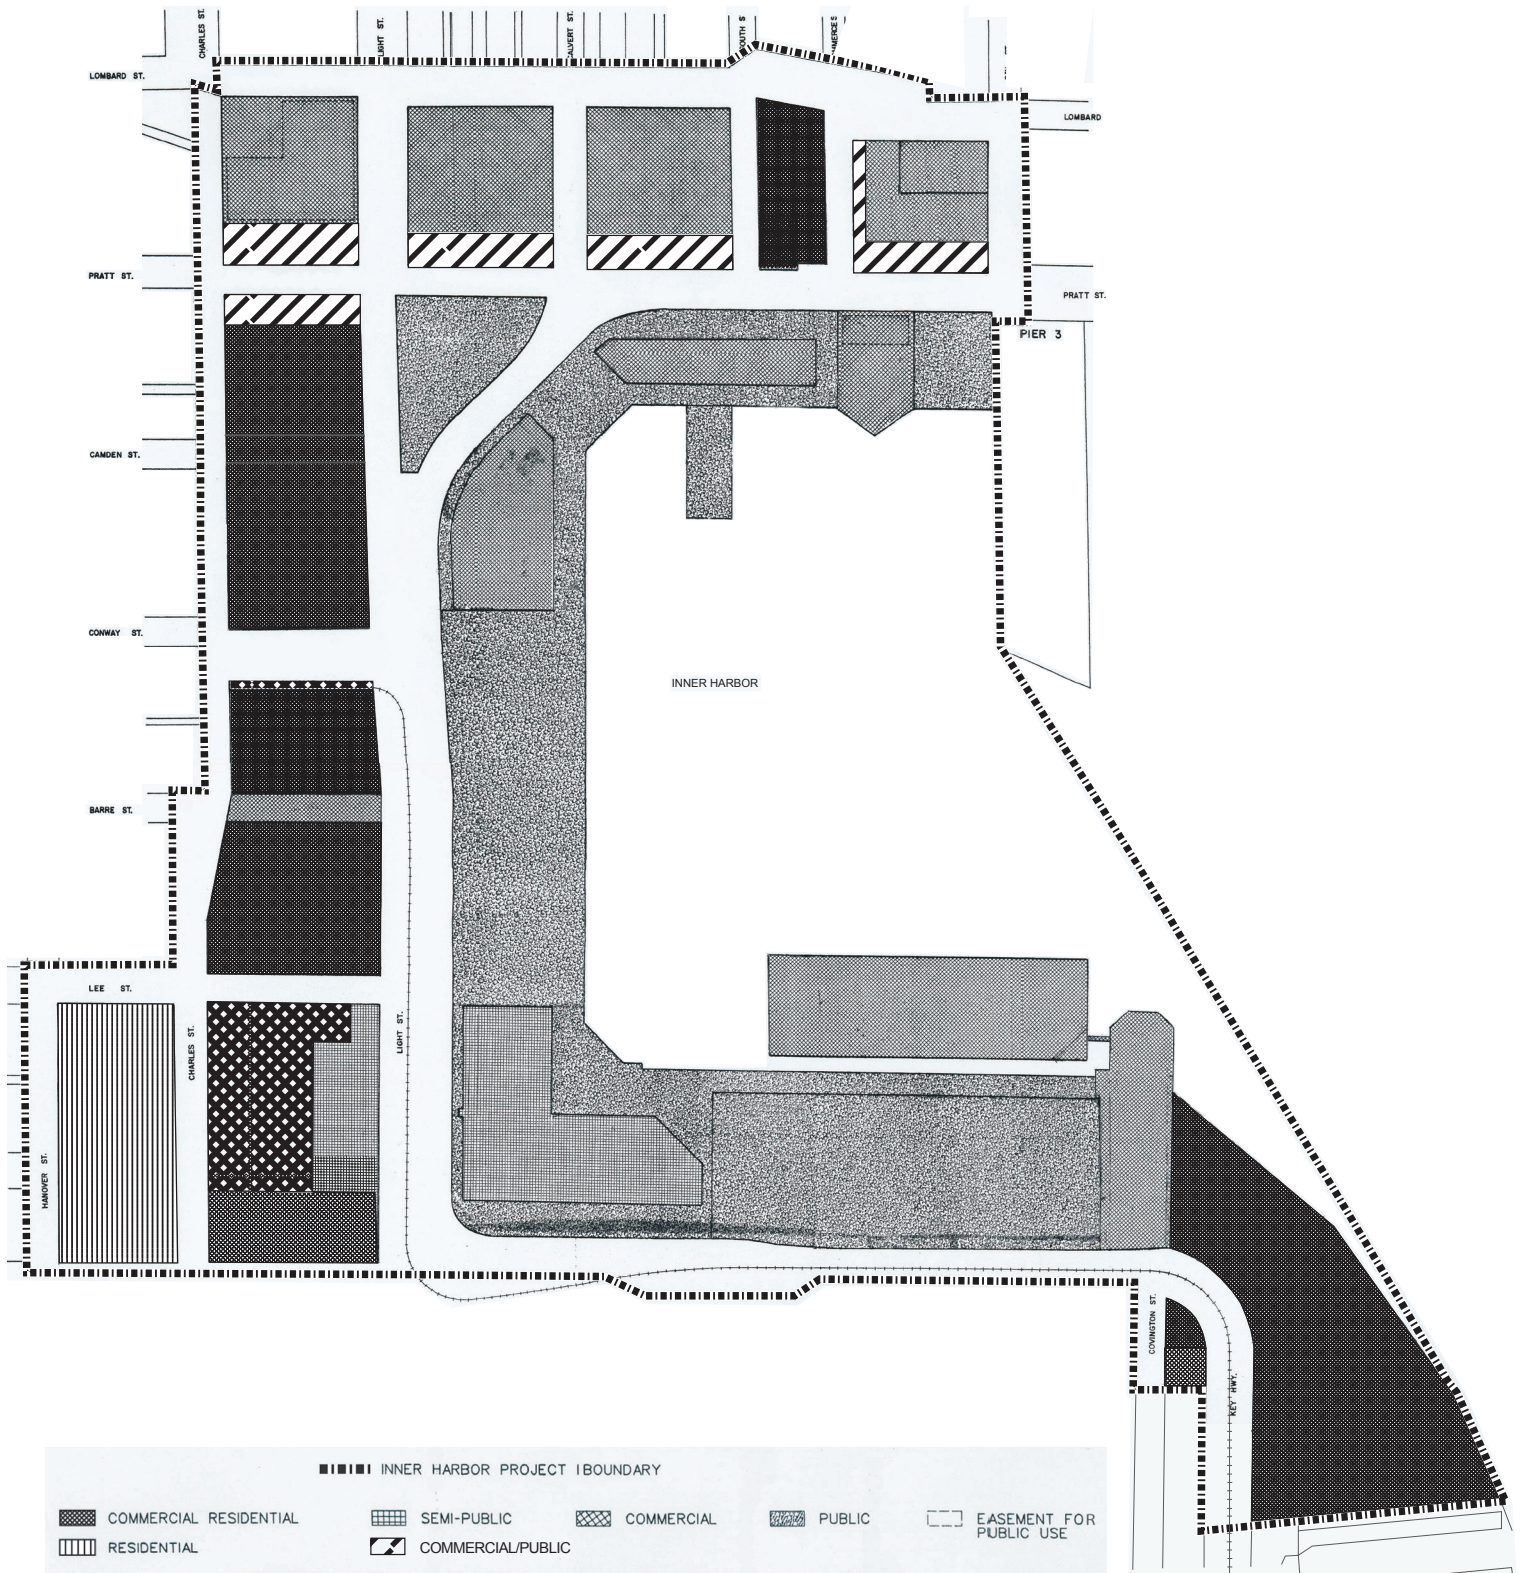 CHARLES ST.
LIGHT ST.
LOMBARD ST.
LOMBARD
PRATT ST.
PRATT ST.
PIER 3
CAMDEN ST.
CONWAY ST.
INNER HARBOR
BARRE ST.
LEE ST.
CHARLES ST.
LIGHT ST.
HANOVER ST.
COVINGTON ST.
KEY HWY.
INNER HARBOR PROJECT I BOUNDARY
COMMERCIAL RESIDENTIAL
SEMI-PUBLIC
COMMERCIAL
PUBLIC
EASEMENT FOR
PUBLIC USE
RESIDENTIAL
COMMERCIAL/PUBLIC